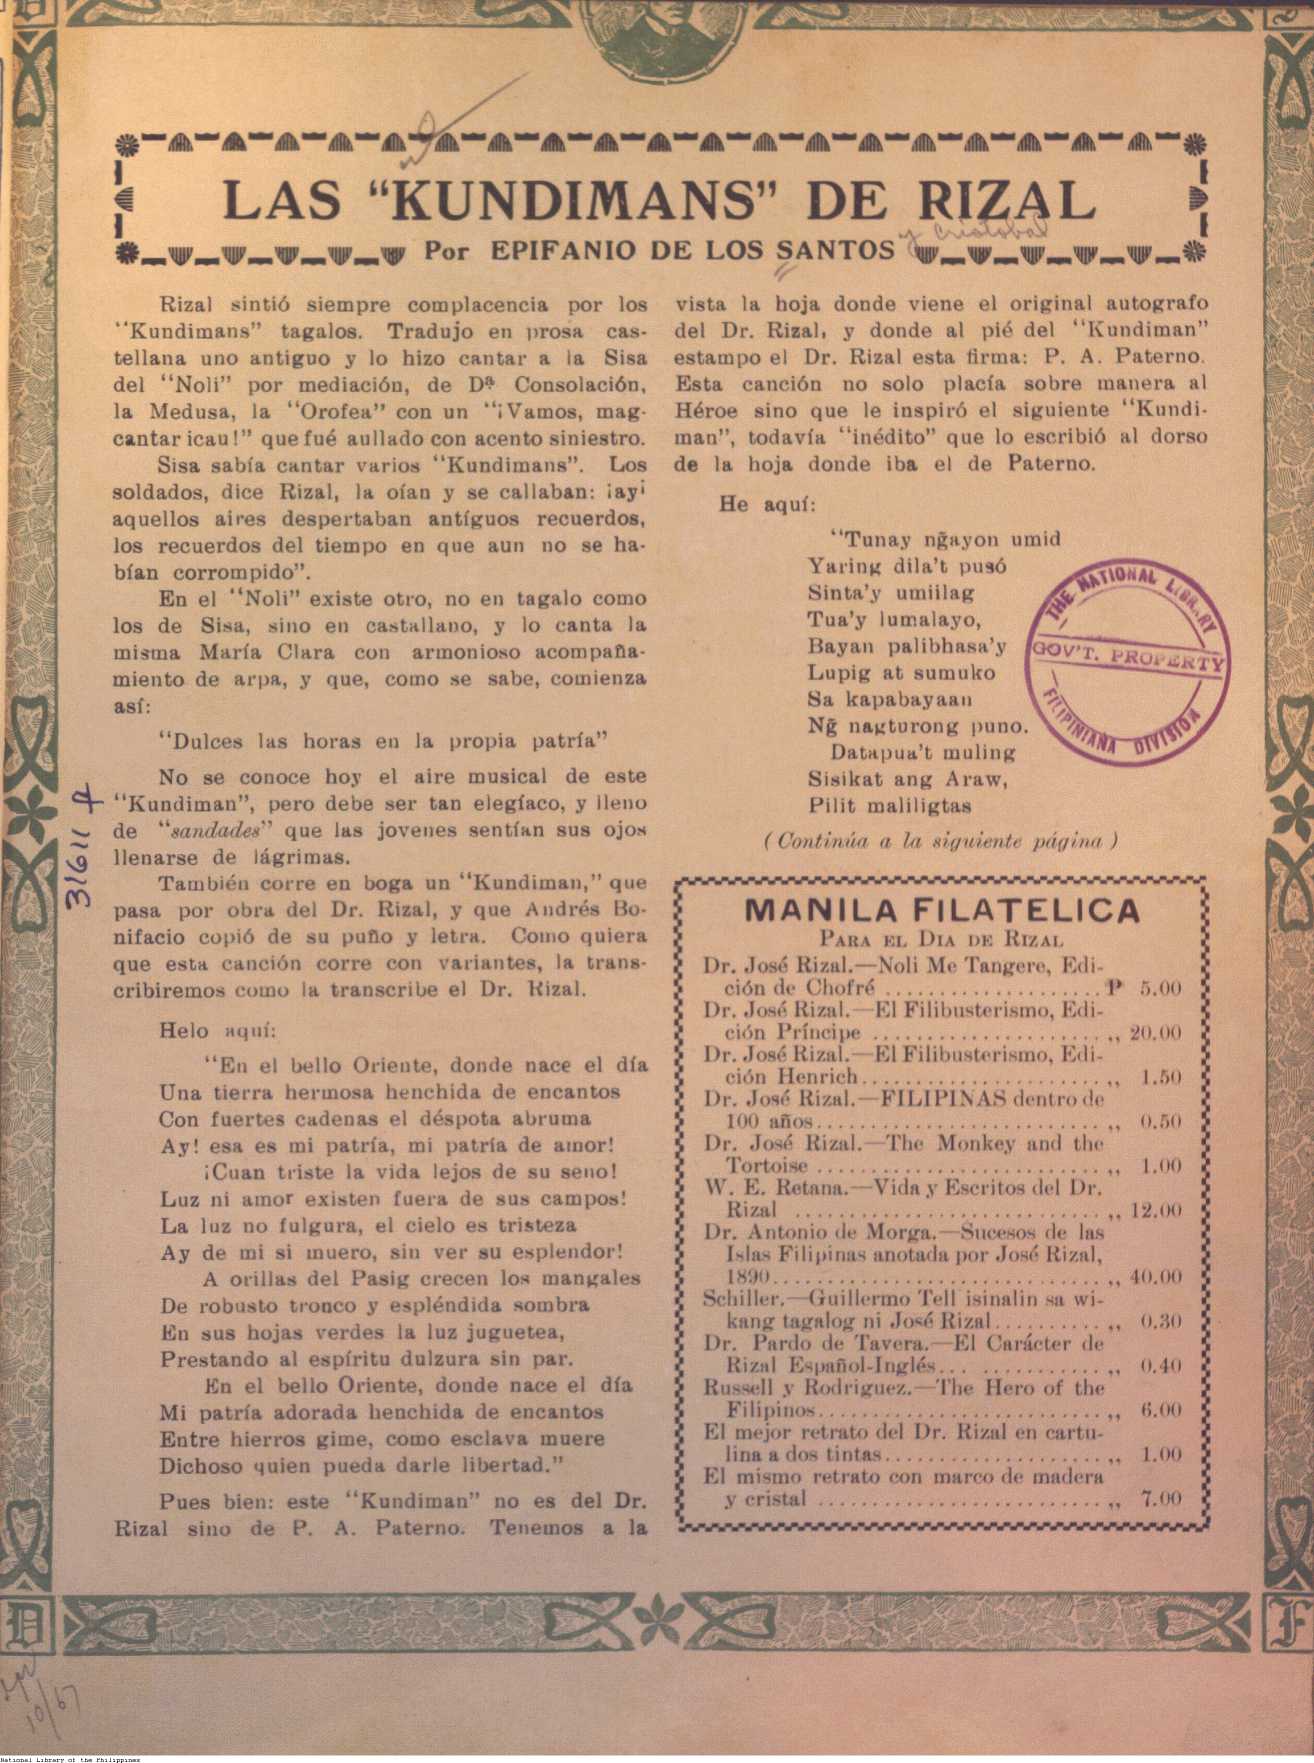 LAS “KUNDIMANS” DE RIZAL
Por EPIFANIO DE LOS SANTOS
y Cristobal
Rizal sintió siempre complacencia por los
“Kundimans” tagalos. Tradujo en prosa cas-
tellana uno antiguo y lo hizo cantar a la Sisa
del “Noli” por mediación, de Dª Consolación,
la Medusa, la “Orofea” con un “¡Vamos, mag-
cantar icau!” que fué aullado con acento siniestro.
Sisa sabía cantar varios “Kundimans”. Los
soldados, dice Rizal, la oían y se callaban: ¡ay¡
aquellos aires despertaban antíguos recuerdos,
los recuerdos del tiempo en que aun no se ha-
bían corrompido”.
En el “Noli” existe otro, no en tagalo como
los de Sisa, sino en castallano, y lo canta la
misma María Clara con armonioso acompaña-
miento de arpa, y que, como se sabe, comienza
así:
“Dulces las horas en la propia patría”
No se conoce hoy el aire musical de este
“Kundiman”, pero debe ser tan elegíaco, y lleno
de “sandades” que las jovenes sentían sus ojos
llenarse de lágrimas.
También corre en boga un “Kundiman,” que
pasa por obra del Dr. Rizal, y que Andrés Bo-
nifacio copió de su puño y letra. Como quiera
que esta canción corre con variantes, la trans-
cribiremos como la transcribe el Dr. Rizal.
Helo aquí:
“En el bello Oriente, donde nace el día
Una tierra hermosa henchida de encantos
Con fuertes cadenas el déspota abruma
Ay! esa es mi patría, mi patría de amor!
¡Cuan triste la vida lejos de su seno!
Luz ni amor existen fuera de sus campos!
La luz no fulgura, el cielo es tristeza
Ay de mi si muero, sin ver su esplendor!
A orillas del Pasig crecen los mangales
De robusto tronco y espléndida sombra
En sus hojas verdes la luz juguetea,
Prestando al espíritu dulzura sin par.
En el bello Oriente, donde nace el día
Mi patría adorada henchida de encantos
Entre hierros gime, como esclava muere
Dichoso quien pueda darle libertad.”
Pues bien: este “Kundiman” no es del Dr.
Rizal sino de P. A. Paterno. Tenemos a la
vista la hoja donde viene el original autografo
del Dr. Rizal, y donde al pié del “Kundiman”
estampo el Dr. Rizal esta firma: P. A. Paterno.
Esta canción no solo placía sobre manera al
Héroe sino que le inspiró el siguiente “Kundi-
man”, todavía “inédito” que lo escribió al dorso
de la hoja donde iba el de Paterno.
He aquí:
“Tunay ng̃ayon umid
Yaring dila't pusó
Sinta'y umiilag
Tua'y lumalayo,
Bayan palibhasa'y
Lupig at sumuko
Sa kapabayaan
Ng̃ nagturong puno.
Datapua't muling
Sisikat ang Araw,
Pilit maliligtas
(Continúa a la siguiente página)
THE NATIONAL LIBRARY
GOV'T. PROPERTY
FILIPINIANA DIVISION
31611
MANILA FILATELICA
PARA EL DIA DE RIZAL
Dr. José Rizal.—Noli Me Tangere, Edi-
ción de Chofré .................... ₱ 5.00
Dr. José Rizal.—El Filibusterismo, Edi-
ción Príncipe ...................... ,, 20.00
Dr. José Rizal.—El Filibusterismo, Edi-
ción Henrich........................ ,, 1.50
Dr. José Rizal.—FILIPINAS dentro de
100 años............................ ,, 0.50
Dr. José Rizal.—The Monkey and the
Tortoise ............................ ,, 1.00
W. E. Retana.—Vida y Escritos del Dr.
Rizal .............................. ,, 12.00
Dr. Antonio de Morga.—Sucesos de las
Islas Filipinas anotada por José Rizal,
1890................................ ,, 40.00
Schiller.—Guillermo Tell isinalin sa wi-
kang tagalog ni José Rizal.......... ,, 0.30
Dr. Pardo de Tavera.—El Carácter de
Rizal Español-Inglés... ............ ,, 0.40
Russell y Rodriguez.—The Hero of the
Filipinos............................ ,, 6.00
El mejor retrato del Dr. Rizal en cartu-
lina a dos tintas.................... ,, 1.00
El mismo retrato con marco de madera
y cristal ........................... ,, 7.00
D
F
10/67
National Library of the Philippines